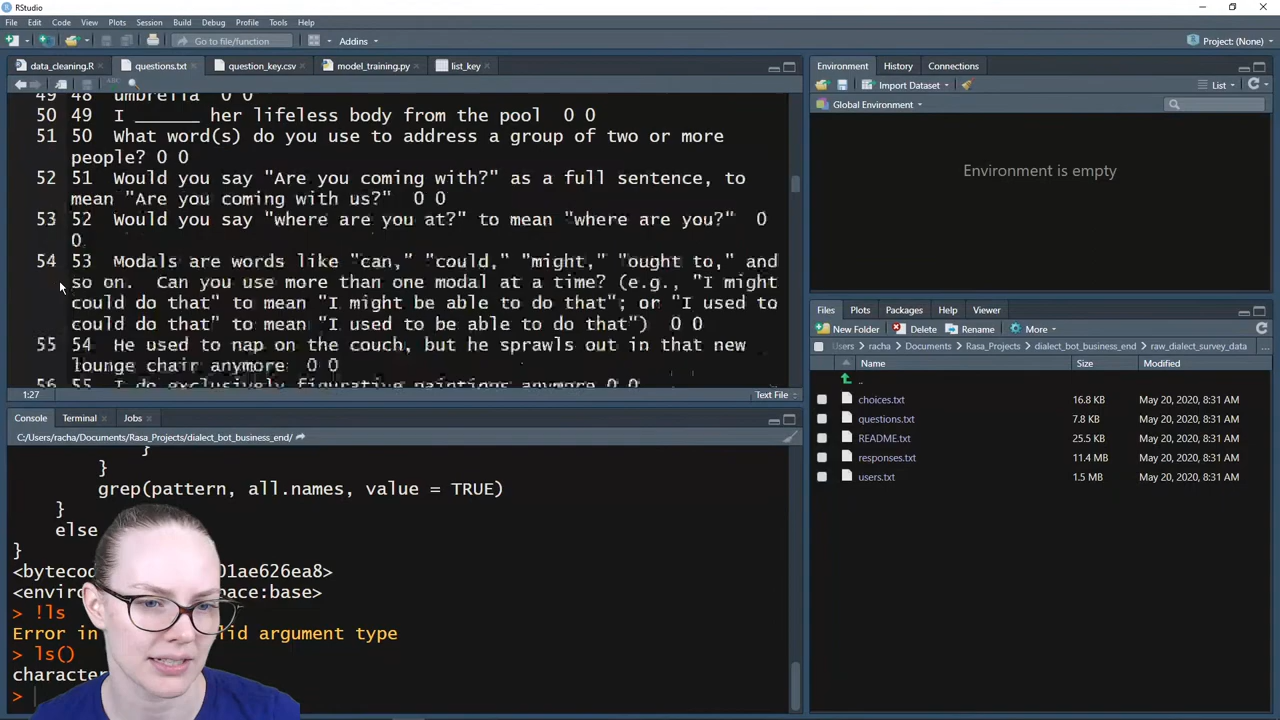 RStudio
File Edit Code View Plots Session Build Debug Profile Tools Help
Go to file/function Addins Project: (None)
data_cleaning.R questions.txt question_key.csv model_training.py list_key
49 48 umbrella 0 0
50 49 I ______ her lifeless body from the pool 0 0
51 50 What word(s) do you use to address a group of two or more
people? 0 0
52 51 Would you say "Are you coming with?" as a full sentence, to
mean "Are you coming with us?" 0 0
53 52 Would you say "where are you at?" to mean "where are you?" 0
0
54 53 Modals are words like "can," "could," "might," "ought to," and
so on. Can you use more than one modal at a time? (e.g., "I might
could do that" to mean "I might be able to do that"; or "I used to
could do that" to mean "I used to be able to do that") 0 0
55 54 He used to nap on the couch, but he sprawls out in that new
lounge chair anymore 0 0
56 55 I do exclusively figurative paintings anymore 0 0
1:27 Text File
Console Terminal Jobs
C:/Users/racha/Documents/Rasa_Projects/dialect_bot_business_end/
}
}
grep(pattern, all.names, value = TRUE)
}
else
}
<bytecod 01ae626ea8>
<enviro pace:base>
> !ls
Error in lid argument type
> ls()
character
>
Environment History Connections
Import Dataset List
Global Environment
Environment is empty
Files Plots Packages Help Viewer
New Folder Delete Rename More
racha Documents Rasa_Projects dialect_bot_business_end raw_dialect_survey_data ...
Name Size Modified
..
choices.txt 16.8 KB May 20, 2020, 8:31 AM
questions.txt 7.8 KB May 20, 2020, 8:31 AM
README.txt 25.5 KB May 20, 2020, 8:31 AM
responses.txt 11.4 MB May 20, 2020, 8:31 AM
users.txt 1.5 MB May 20, 2020, 8:31 AM